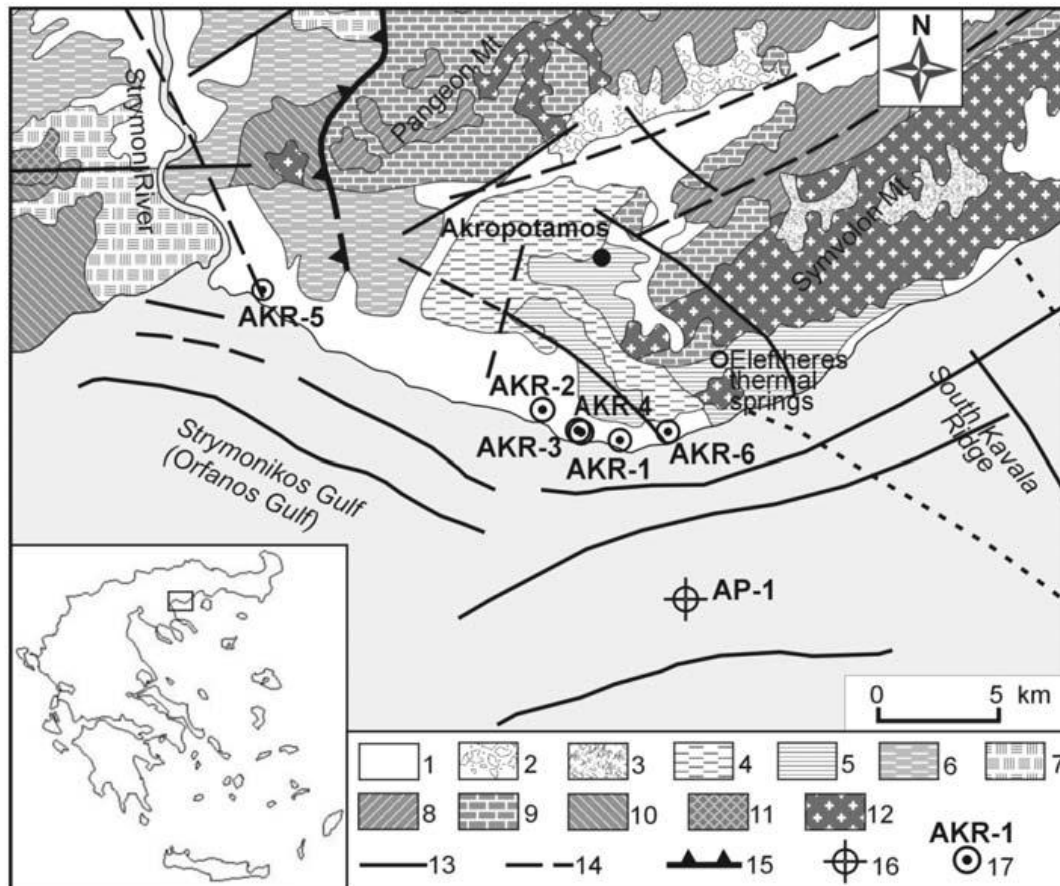 N
Strymon River
Pangeon Mt
Akropotamos
Symvolon Mt
AKR-5
AKR-2
AKR-4
AKR-3
AKR-1
AKR-6
Eleftheres
thermal
springs
South Kavala
Ridge
Strymonikos Gulf
(Orfanos Gulf)
AP-1
0 5 km
1 2 3 4 5 6 7
8 9 10 11 12 AKR-1
13 14 15 16 17